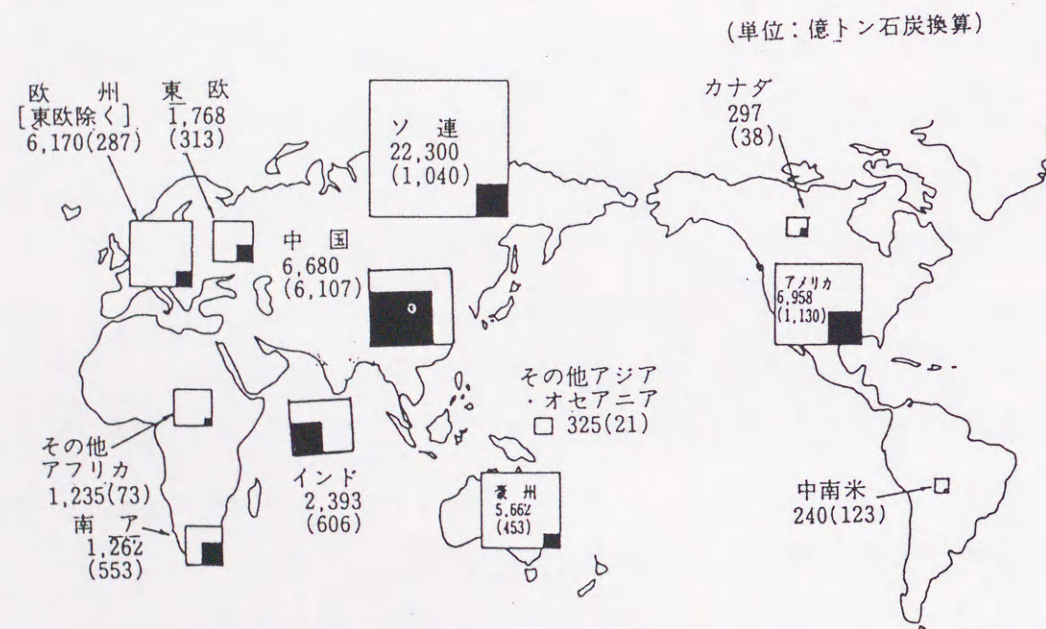 (単位：億トン石炭換算)
欧　州
[東欧除く]
6,170(287)
東　欧
1,768
(313)
ソ　連
22,300
(1,040)
カナダ
297
(38)
中　国
6,680
(6,107)
アメリカ
6,958
(1,130)
その他アジア
・オセアニア
325(21)
その他
アフリカ
1,235(73)
インド
2,393
(606)
豪州
5,662
(453)
中南米
240(123)
南　ア
1,262
(553)